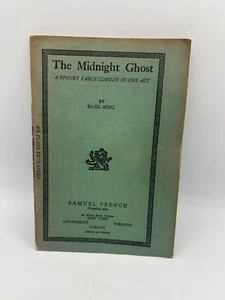 The Midnight Ghost
A SPOOKY FARCE COMEDY IN ONE ACT
BY
BASIL RING
SAMUEL FRENCH
NEW YORK
LOS ANGELES TORONTO
LONDON